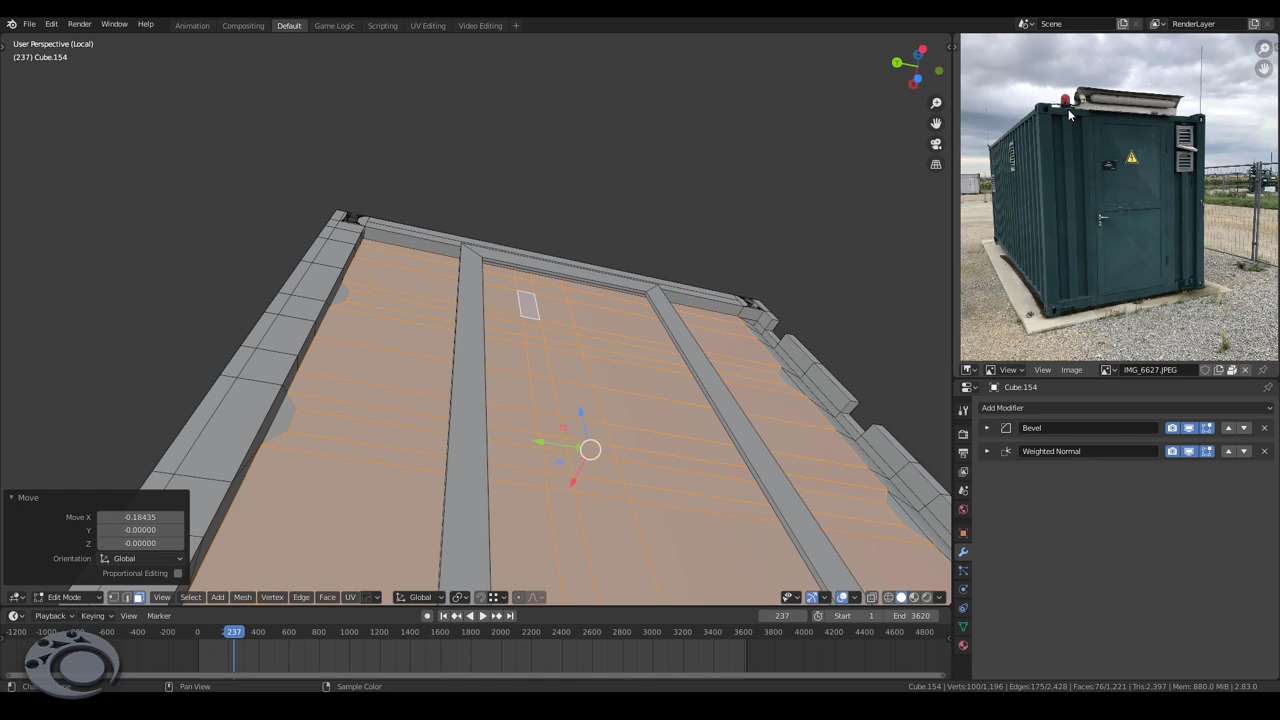 File Edit Render Window Help
Animation Compositing Default Game Logic Scripting UV Editing Video Editing +
Scene
RenderLayer
User Perspective (Local)
(237) Cube.154
View View Image IMG_6627.JPEG
Cube.154
Add Modifier
Bevel
Weighted Normal
Move
Move X -0.18435
Y -0.00000
Z -0.00000
Orientation Global
Proportional Editing
Edit Mode View Select Add Mesh Vertex Edge Face UV Global
Playback Keying View Marker
237 Start 1 End 3620
-1200 -1000 -800 -600 -400 -200 0 237 400 600 800 1000 1200 1400 1600 1800 2000 2200 2400 2600 2800 3000 3200 3400 3600 3800 4000 4200 4400 4600 4800
Pan View
Sample Color
Cube.154 | Verts:100/1,196 | Edges:175/2,428 | Faces:76/1,221 | Tris:2,397 | Mem: 880.0 MiB | 2.83.0